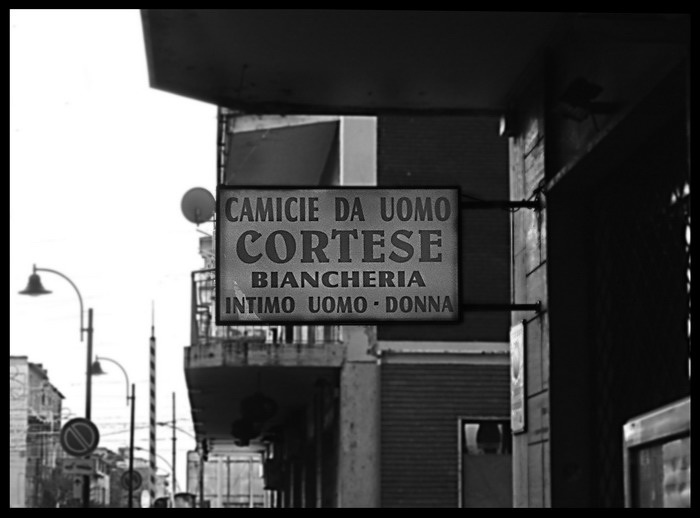 CAMICIE DA UOMO
CORTESE
BIANCHERIA
INTIMO UOMO · DONNA